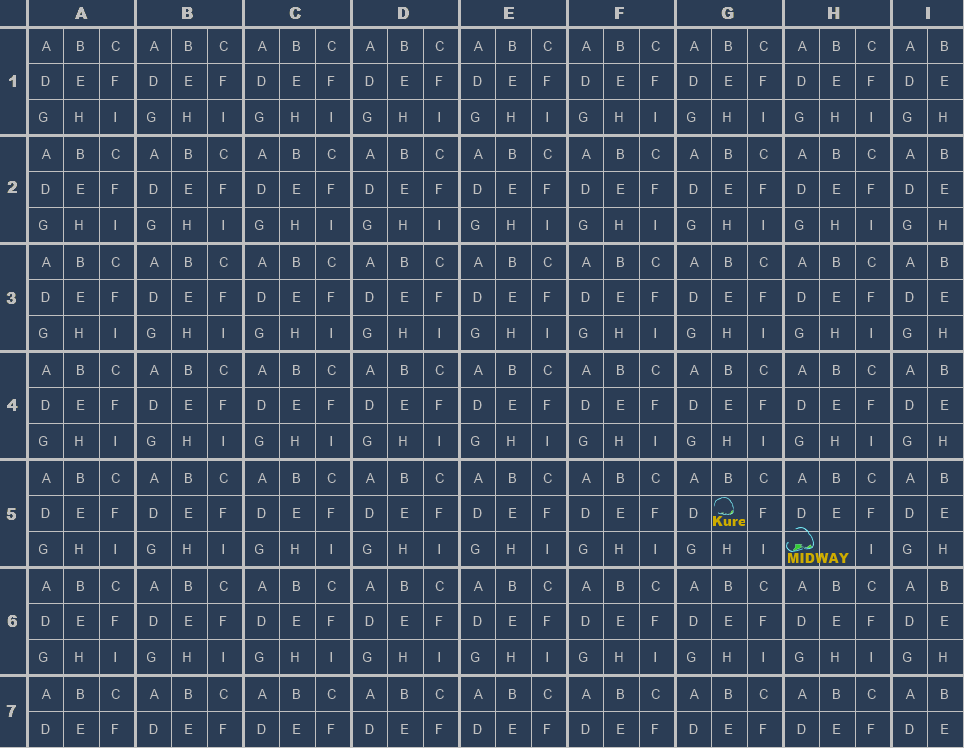 A B C D E F G H I
A B C A B C A B C A B C A B C A B C A B C A B C A B
1 D E F D E F D E F D E F D E F D E F D E F D E F D E
G H I G H I G H I G H I G H I G H I G H I G H I G H
A B C A B C A B C A B C A B C A B C A B C A B C A B
2 D E F D E F D E F D E F D E F D E F D E F D E F D E
G H I G H I G H I G H I G H I G H I G H I G H I G H
A B C A B C A B C A B C A B C A B C A B C A B C A B
3 D E F D E F D E F D E F D E F D E F D E F D E F D E
G H I G H I G H I G H I G H I G H I G H I G H I G H
A B C A B C A B C A B C A B C A B C A B C A B C A B
4 D E F D E F D E F D E F D E F D E F D E F D E F D E
G H I G H I G H I G H I G H I G H I G H I G H I G H
A B C A B C A B C A B C A B C A B C A B C A B C A B
5 D E F D E F D E F D E F D E F D E F D Kure F D E F D E
G H I G H I G H I G H I G H G H I G H I MIDWAY I G H
A B C A B C A B C A B C A B C A B C A B C A B C A B
6 D E F D E F D E F D E F D E F D E F D E F D E F D E
G H I G H I G H I G H I G H I G H I G H I G H I G H
A B C A B C A B C A B C A B C A B C A B C A B C A B
7 D E F D E F D E F D E F D E F D E F D E F D E F D E